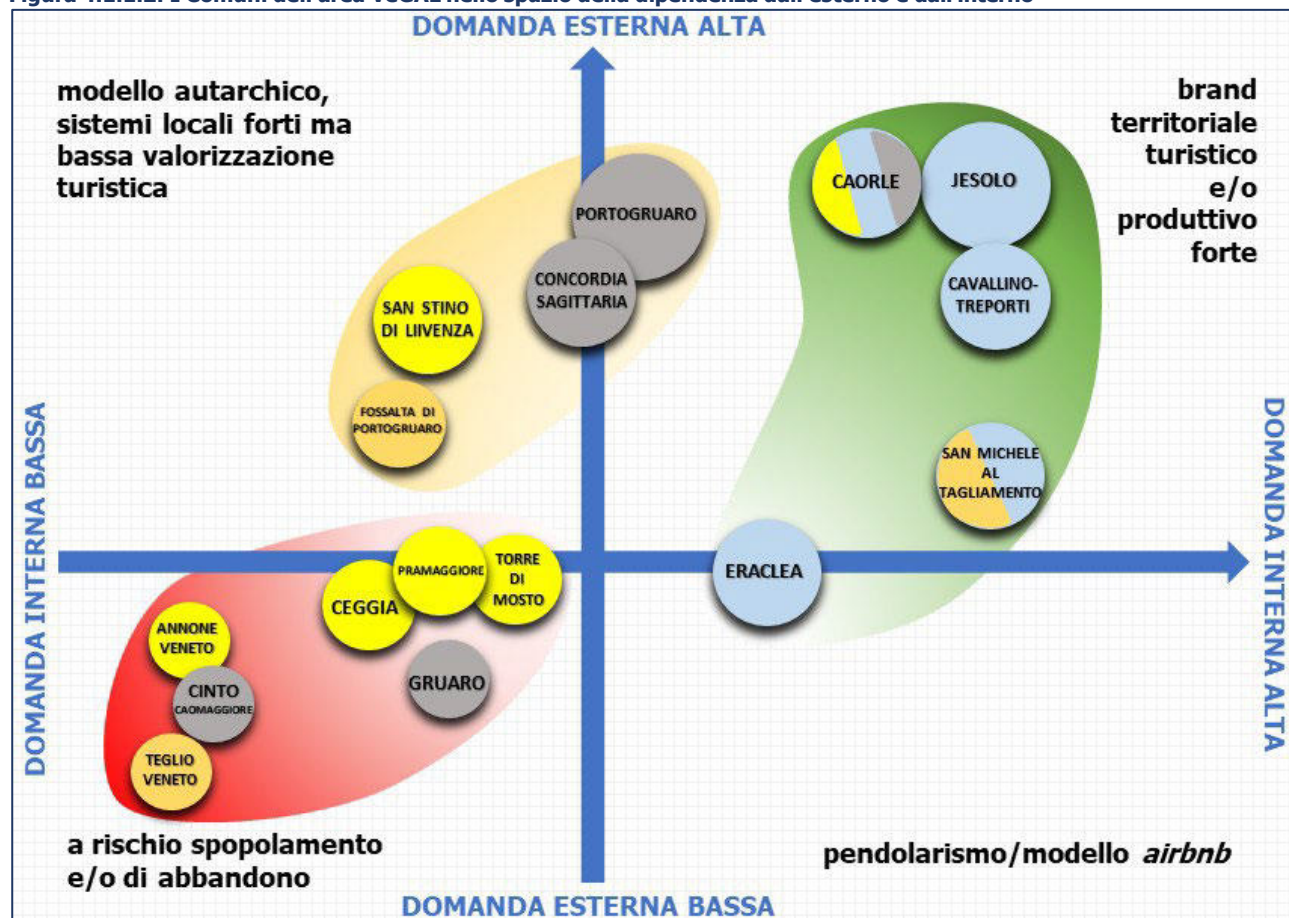 DOMANDA ESTERNA ALTA
modello autarchico,
sistemi locali forti ma
bassa valorizzazione
turistica
brand
territoriale
turistico
e/o
produttivo
forte
CAORLE
JESOLO
PORTOGRUARO
CONCORDIA
SAGITTARIA
CAVALLINO-
TREPORTI
SAN STINO
DI LIIVENZA
FOSSALTA DI
PORTOGRUARO
SAN MICHELE
AL
TAGLIAMENTO
DOMANDA INTERNA BASSA
DOMANDA INTERNA ALTA
PRAMAGGIORE
TORRE
DI
MOSTO
ERACLEA
CEGGIA
ANNONE
VENETO
GRUARO
CINTO
CAOMAGGIORE
TEGLIO
VENETO
a rischio spopolamento
e/o di abbandono
pendolarismo/modello airbnb
DOMANDA ESTERNA BASSA